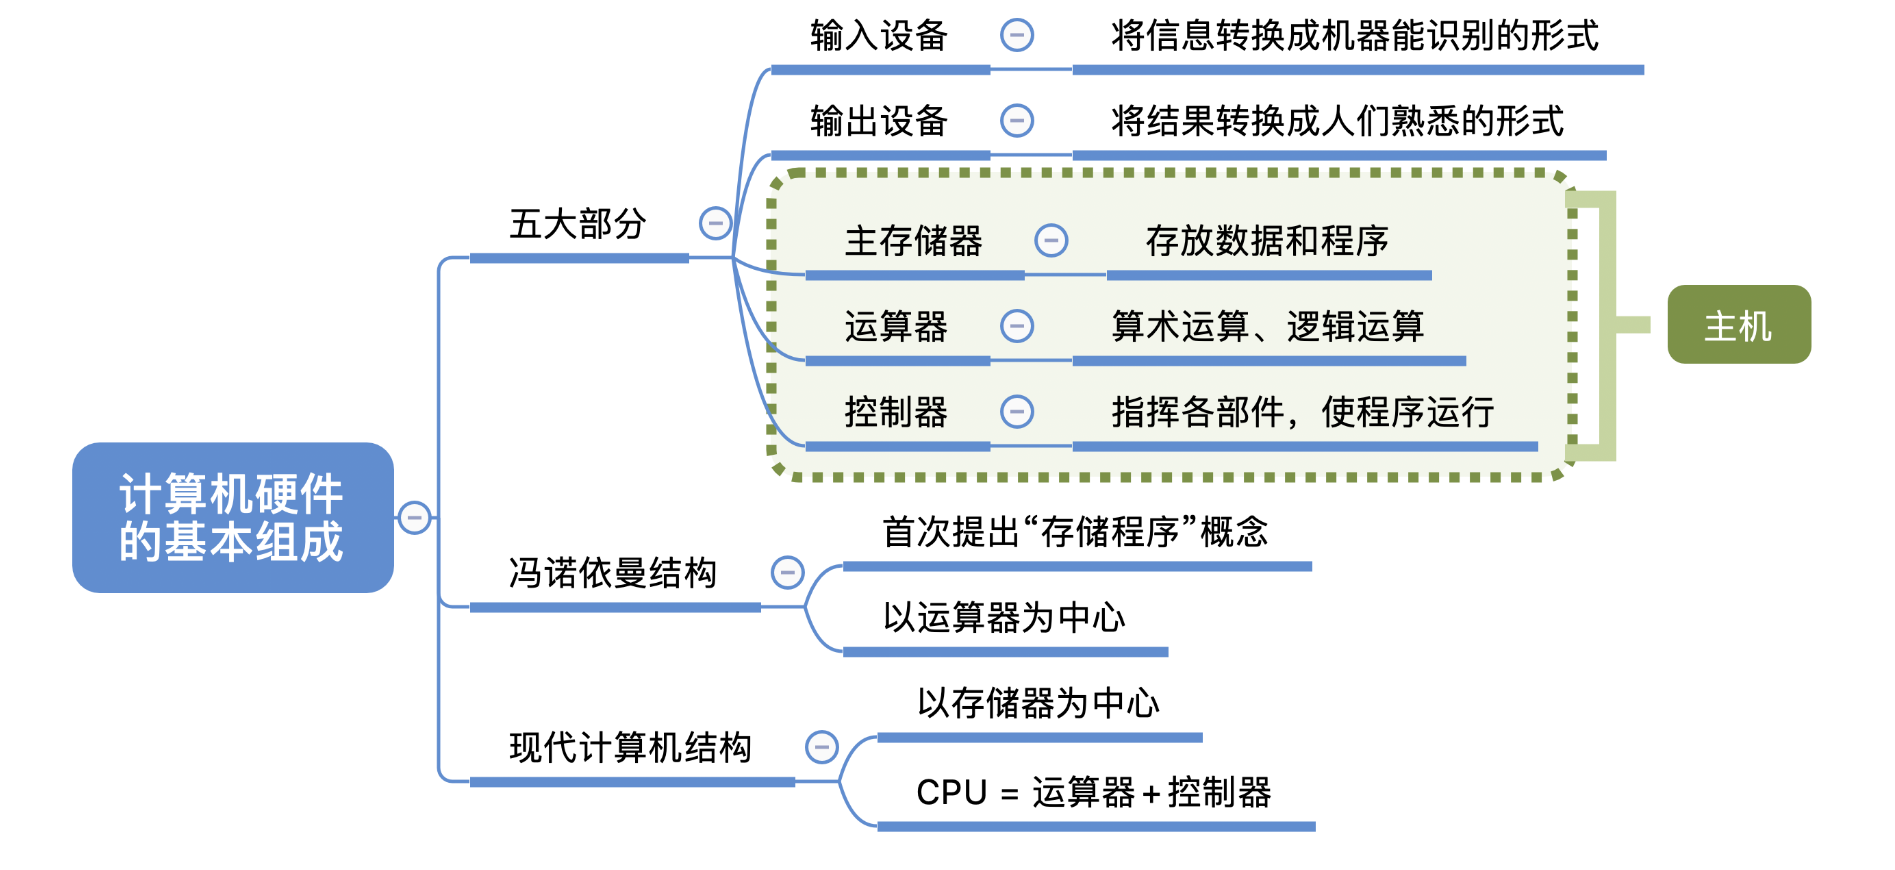 计算机硬件
的基本组成
五大部分
输入设备
将信息转换成机器能识别的形式
输出设备
将结果转换成人们熟悉的形式
主存储器
存放数据和程序
运算器
算术运算、逻辑运算
控制器
指挥各部件，使程序运行
主机
冯诺依曼结构
首次提出“存储程序”概念
以运算器为中心
现代计算机结构
以存储器为中心
CPU = 运算器+控制器